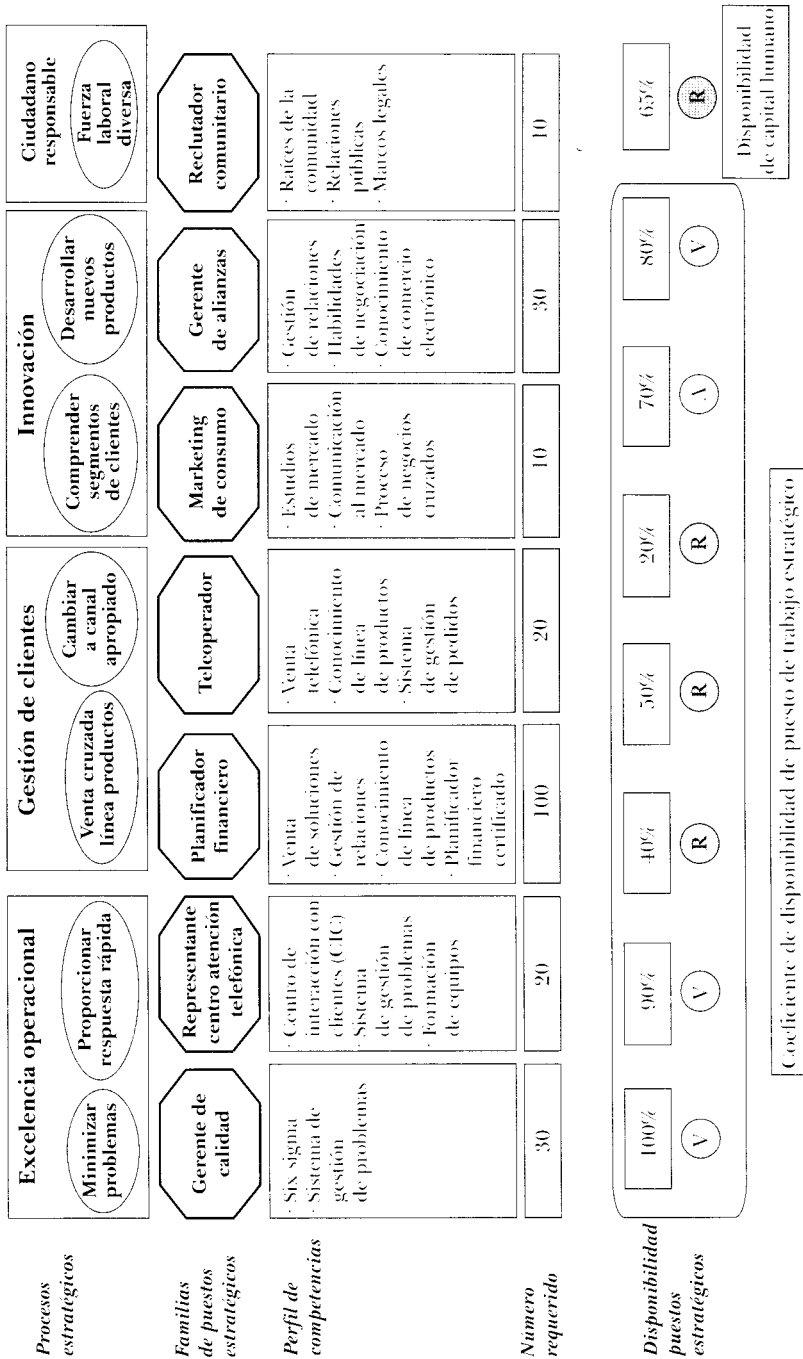 Procesos
estratégicos
Excelencia operacional
Minimizar
problemas
Proporcionar
respuesta rápida
Gestión de clientes
Venta cruzada
línea productos
Cambiar
a canal
apropiado
Innovación
Comprender
segmentos
de clientes
Desarrollar
nuevos
productos
Ciudadano
responsable
Fuerza
laboral
diversa
Familias
de puestos
estratégicos
Gerente de
calidad
Representante
centro atención
telefónica
Planificador
financiero
Teleoperador
Marketing
de consumo
Gerente
de alianzas
Reclutador
comunitario
Perfil de
competencias
· Six sigma
· Sistema de
gestión
de problemas
· Centro de
interacción con
clientes (CIC)
· Sistema
de gestión
de problemas
· Formación
de equipos
· Venta
de soluciones
· Gestión de
relaciones
· Conocimiento
de línea
de productos
· Planificador
financiero
certificado
· Venta
telefónica
· Conocimiento
de línea
de productos
· Sistema
de gestión
de pedidos
· Estudios
de mercado
· Comunicación
al mercado
· Proceso
de negocios
cruzados
· Gestión
de relaciones
· Habilidades
de negociación
· Conocimiento
de comercio
electrónico
· Raíces de la
comunidad
· Relaciones
públicas
· Marcos legales
Número
requerido
30
20
100
20
10
30
10
Disponibilidad
puestos
estratégicos
100%
90%
40%
50%
20%
70%
80%
65%
V
V
R
R
R
A
V
R
Disponibilidad
de capital humano
Coeficiente de disponibilidad de puesto de trabajo estratégico